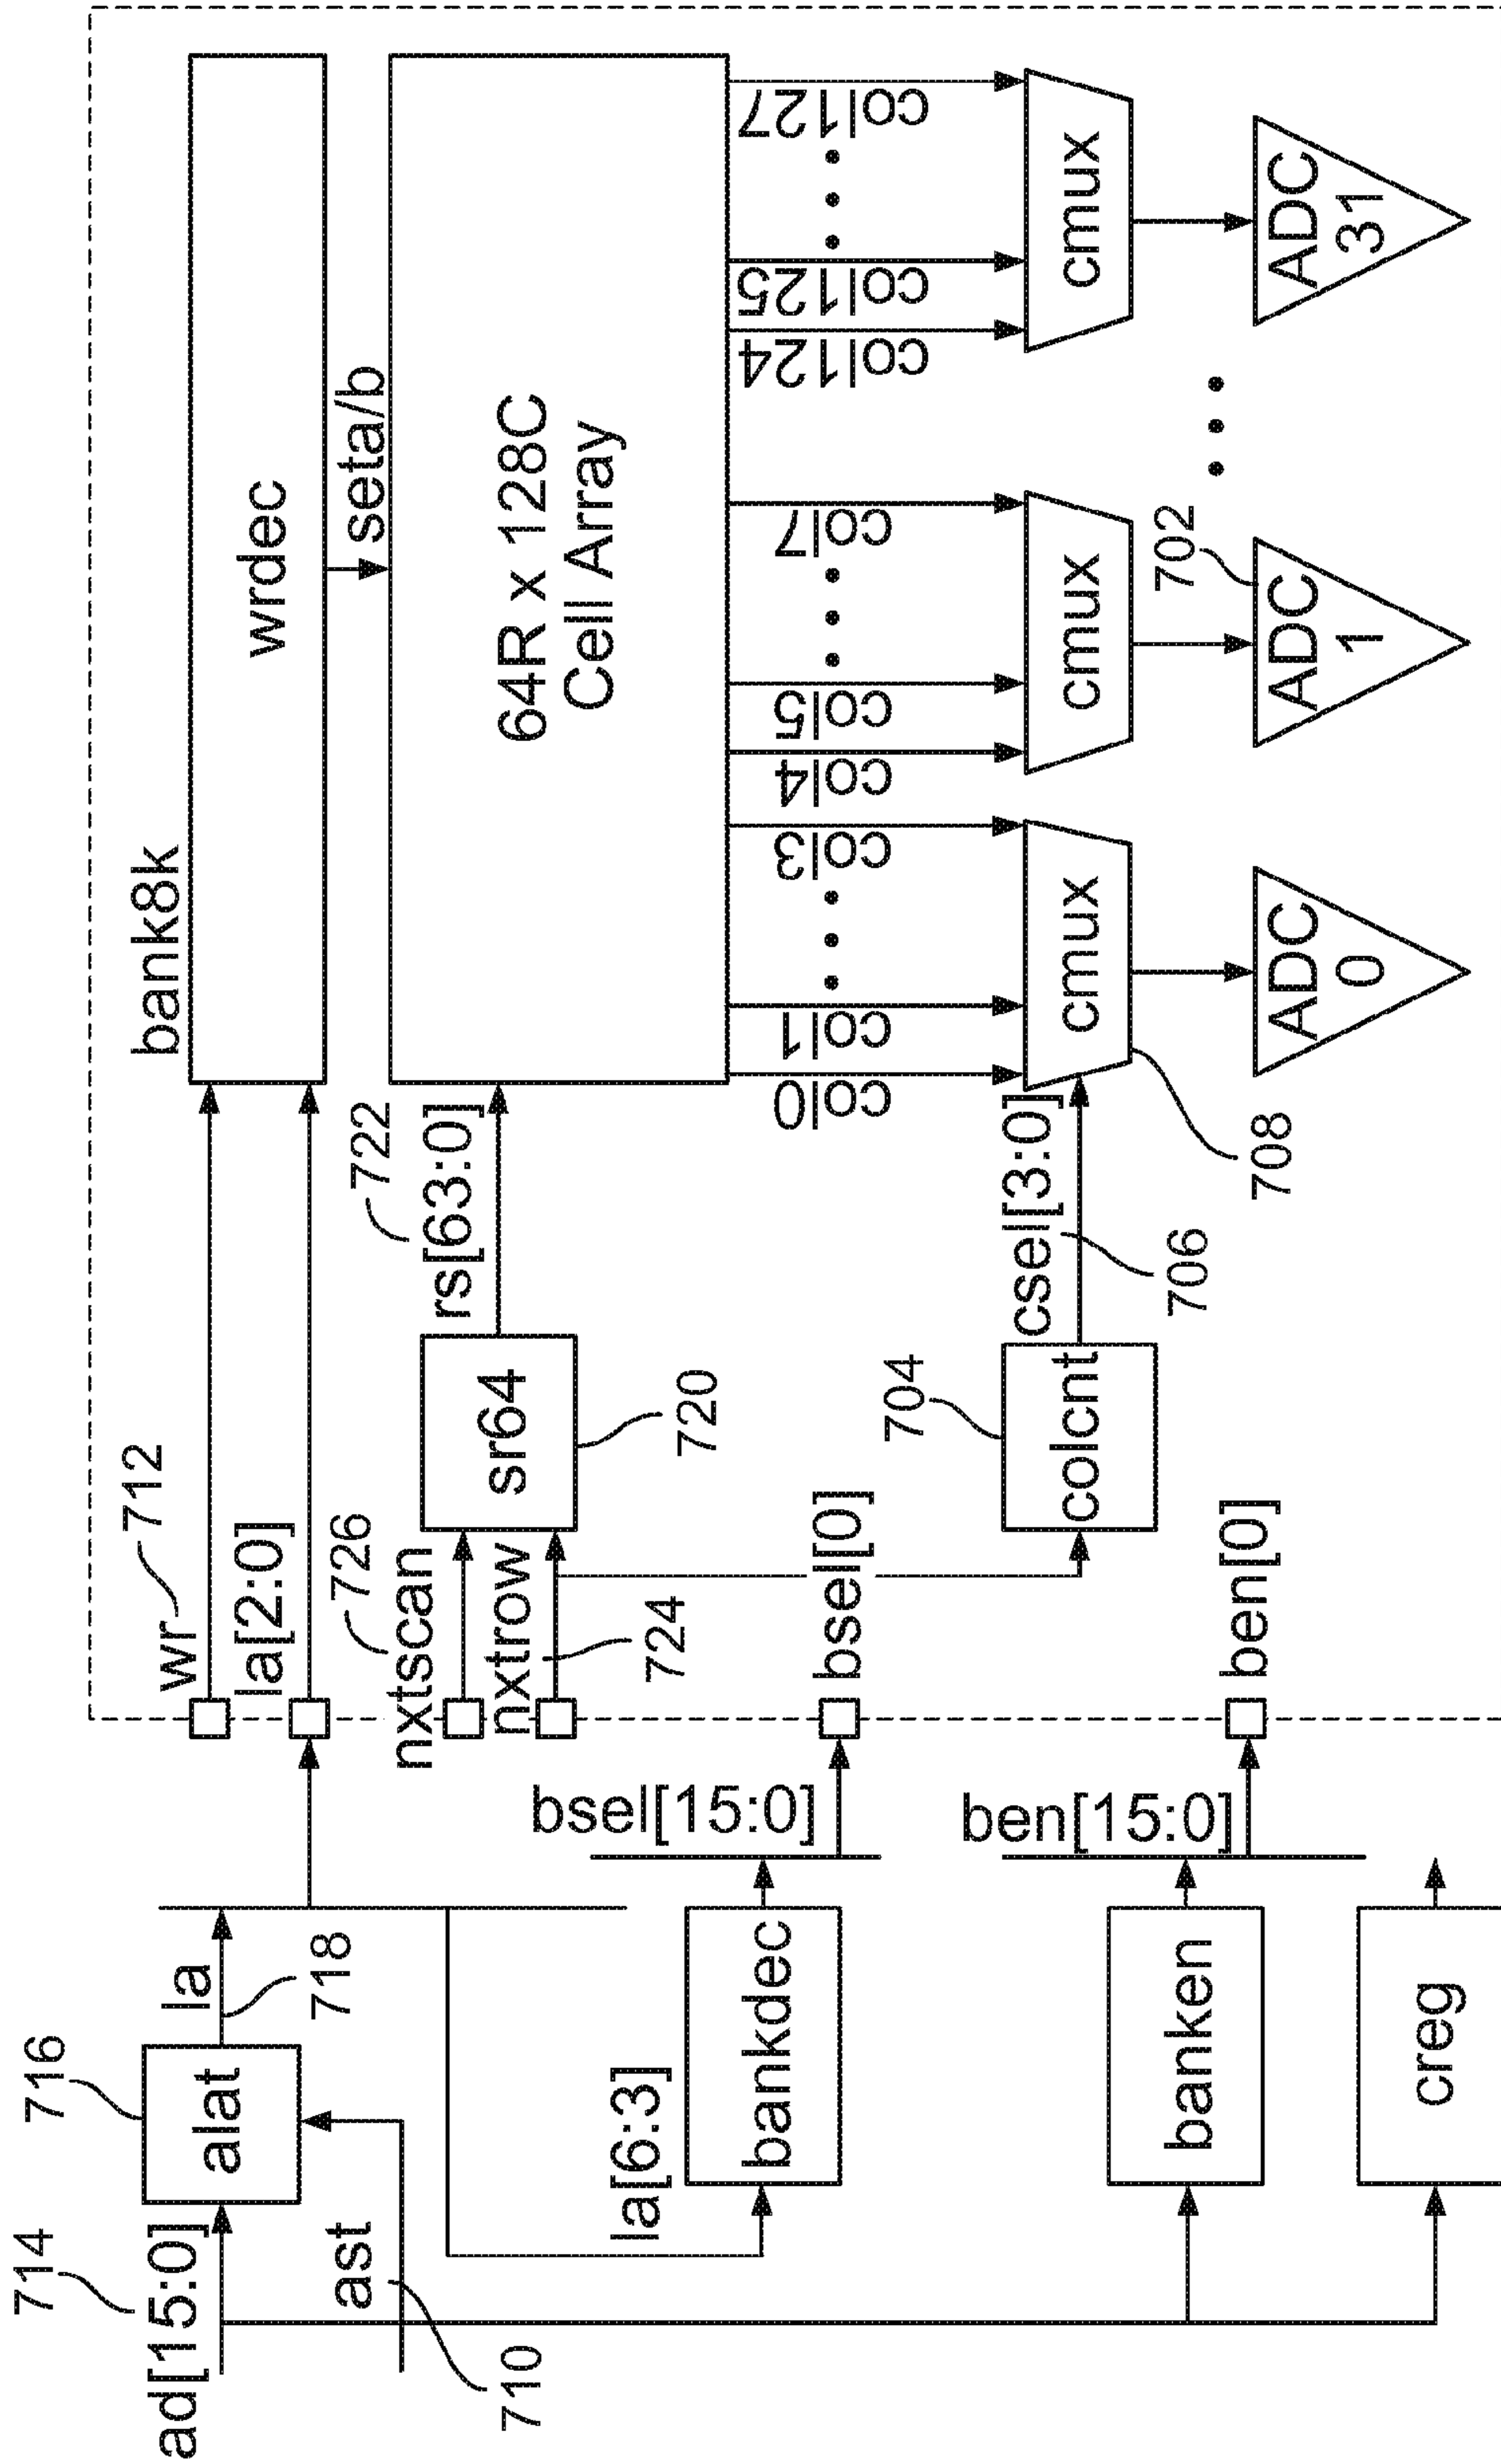 714
ad[15:0]
716
alat
la
718
ast
710
la[6:3]
bankdec
bsel[15:0]
banken
ben[15:0]
creg
bank8k
wr
712
la[2:0]
726
nxtscan
nxtrow
724
sr64
720
722
rs[63:0]
bsel[0]
ben[0]
704
colcnt
csel[3:0]
706
708
wrdec
seta/b
64R x 128C
Cell Array
col0
col1
col3
col4
col5
col7
col124
col125
col127
cmux
cmux
cmux
ADC
0
702
ADC
1
ADC
31